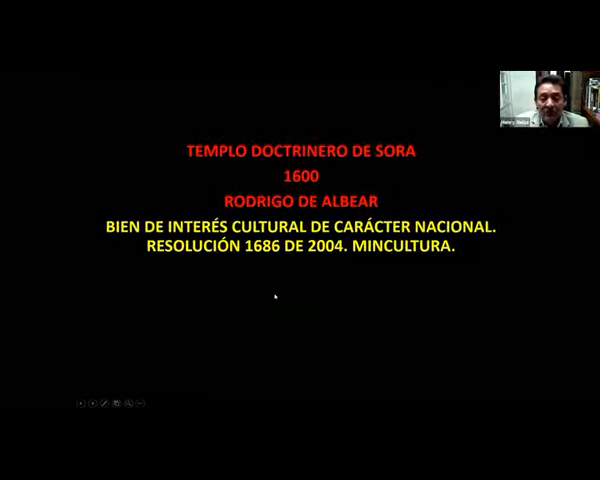 TEMPLO DOCTRINERO DE SORA
1600
RODRIGO DE ALBEAR
BIEN DE INTERÉS CULTURAL DE CARÁCTER NACIONAL.
RESOLUCIÓN 1686 DE 2004. MINCULTURA.